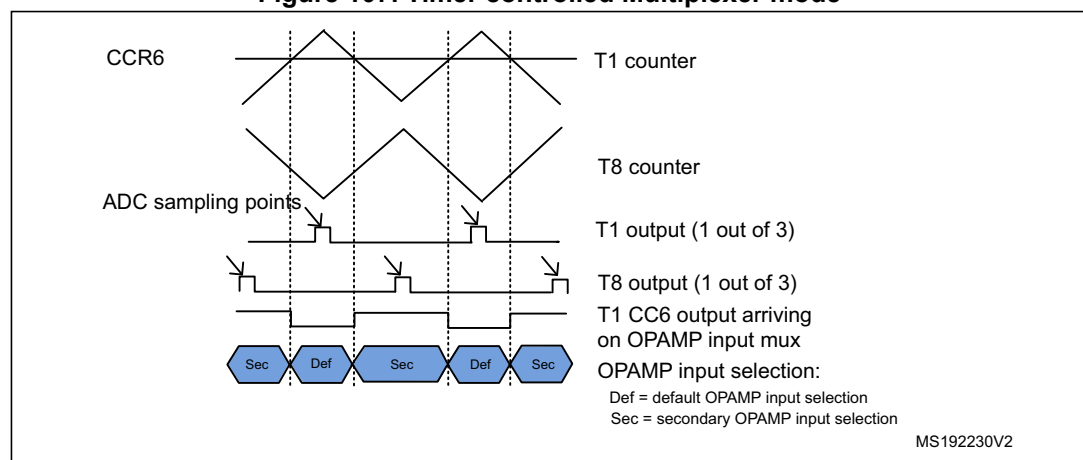 Figure 167. Timer controlled Multiplexer mode
CCR6
T1 counter
T8 counter
ADC sampling points
T1 output (1 out of 3)
T8 output (1 out of 3)
T1 CC6 output arriving
on OPAMP input mux
Sec Def Sec Def Sec
OPAMP input selection:
Def = default OPAMP input selection
Sec = secondary OPAMP input selection
MS192230V2